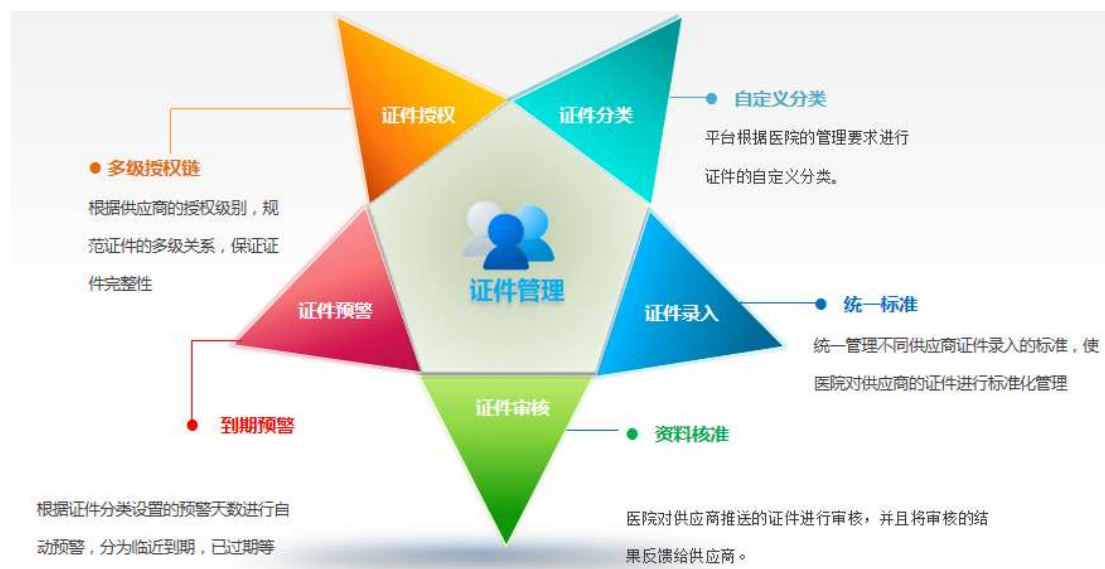 证件授权
证件分类
自定义分类
平台根据医院的管理要求进行
证件的自定义分类。
多级授权链
根据供应商的授权级别，规
范证件的多级关系，保证证
件完整性
证件管理
证件预警
证件录入
统一标准
统一管理不同供应商证件录入的标准，使
医院对供应商的证件进行标准化管理
证件审核
到期预警
资料核准
根据证件分类设置的预警天数进行自
动预警，分为临近到期，已过期等
医院对供应商推送的证件进行审核，并且将审核的结
果反馈给供应商。